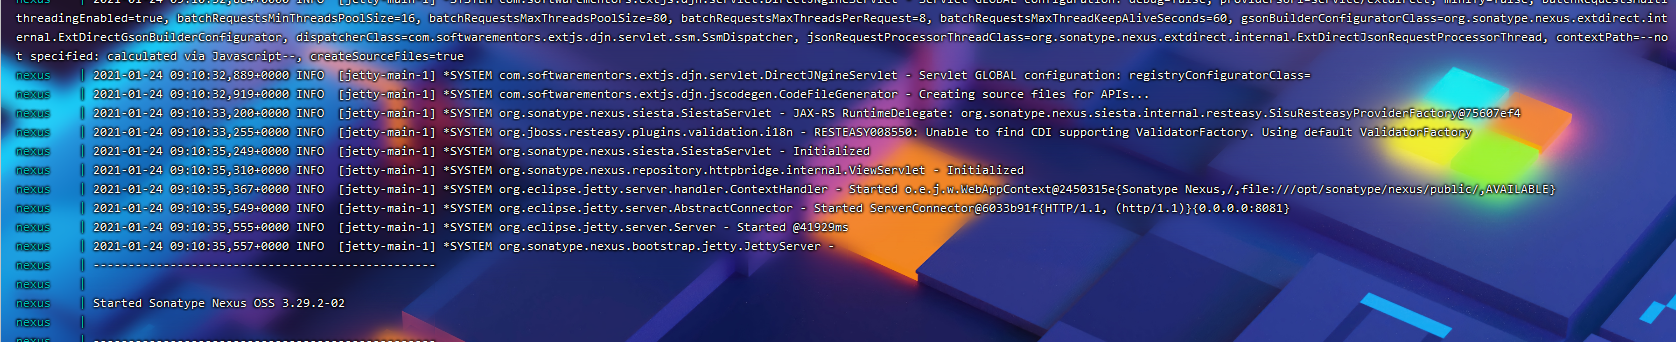 threadingEnabled=true, batchRequestsMinThreadsPoolSize=16, batchRequestsMaxThreadsPoolSize=80, batchRequestsMaxThreadsPerRequest=8, batchRequestsMaxThreadKeepAliveSeconds=60, gsonBuilderConfiguratorClass=org.sonatype.nexus.extdirect.int
ernal.ExtDirectGsonBuilderConfigurator, dispatcherClass=com.softwarementors.extjs.djn.servlet.ssm.SsmDispatcher, jsonRequestProcessorThreadClass=org.sonatype.nexus.extdirect.internal.ExtDirectJsonRequestProcessorThread, contextPath=--no
t specified: calculated via Javascript--, createSourceFiles=true
nexus | 2021-01-24 09:10:32,889+0000 INFO [jetty-main-1] *SYSTEM com.softwarementors.extjs.djn.servlet.DirectJNgineServlet - Servlet GLOBAL configuration: registryConfiguratorClass=
nexus | 2021-01-24 09:10:32,919+0000 INFO [jetty-main-1] *SYSTEM com.softwarementors.extjs.djn.jscodegen.CodeFileGenerator - Creating source files for APIs...
nexus | 2021-01-24 09:10:33,200+0000 INFO [jetty-main-1] *SYSTEM org.sonatype.nexus.siesta.SiestaServlet - JAX-RS RuntimeDelegate: org.sonatype.nexus.siesta.internal.resteasy.SisuResteasyProviderFactory@75607ef4
nexus | 2021-01-24 09:10:33,255+0000 INFO [jetty-main-1] *SYSTEM org.jboss.resteasy.plugins.validation.i18n - RESTEASY008550: Unable to find CDI supporting ValidatorFactory. Using default ValidatorFactory
nexus | 2021-01-24 09:10:35,249+0000 INFO [jetty-main-1] *SYSTEM org.sonatype.nexus.siesta.SiestaServlet - Initialized
nexus | 2021-01-24 09:10:35,310+0000 INFO [jetty-main-1] *SYSTEM org.sonatype.nexus.repository.httpbridge.internal.ViewServlet - Initialized
nexus | 2021-01-24 09:10:35,367+0000 INFO [jetty-main-1] *SYSTEM org.eclipse.jetty.server.handler.ContextHandler - Started o.e.j.w.WebAppContext@2450315e{Sonatype Nexus,/,file:///opt/sonatype/nexus/public/,AVAILABLE}
nexus | 2021-01-24 09:10:35,549+0000 INFO [jetty-main-1] *SYSTEM org.eclipse.jetty.server.AbstractConnector - Started ServerConnector@6033b91f{HTTP/1.1, (http/1.1)}{0.0.0.0:8081}
nexus | 2021-01-24 09:10:35,555+0000 INFO [jetty-main-1] *SYSTEM org.eclipse.jetty.server.Server - Started @41929ms
nexus | 2021-01-24 09:10:35,557+0000 INFO [jetty-main-1] *SYSTEM org.sonatype.nexus.bootstrap.jetty.JettyServer -
nexus | -------------------------------------------------
nexus |
nexus | Started Sonatype Nexus OSS 3.29.2-02
nexus |
nexus | -------------------------------------------------